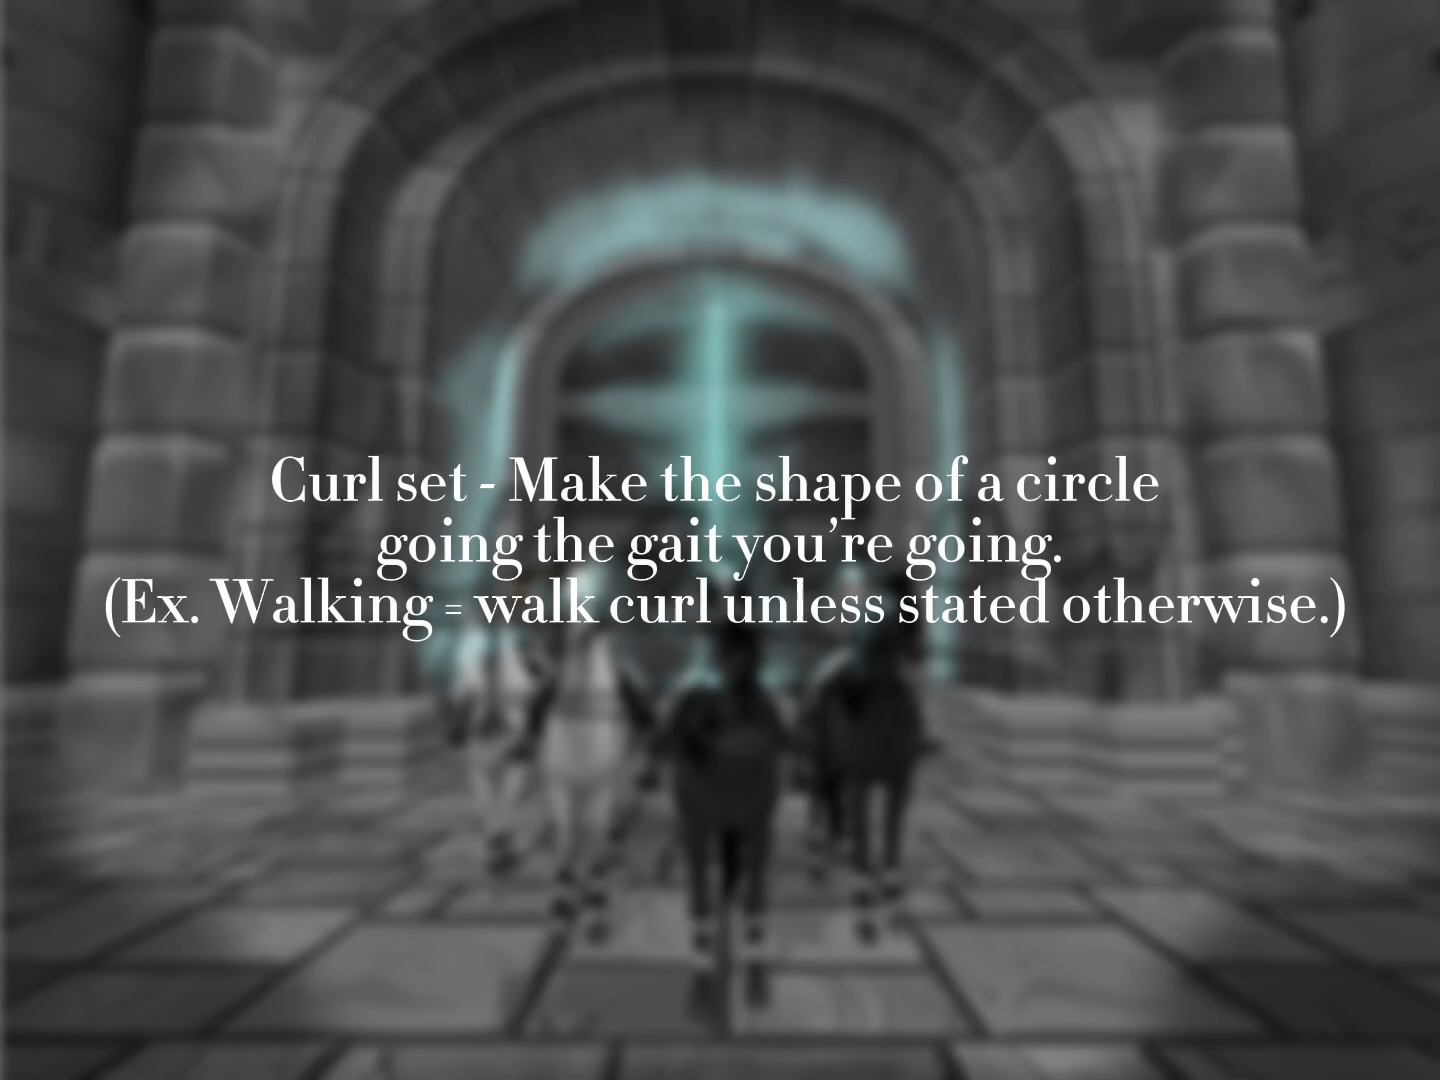 Curl set - Make the shape of a circle
going the gait you’re going.
(Ex. Walking = walk curl unless stated otherwise.)